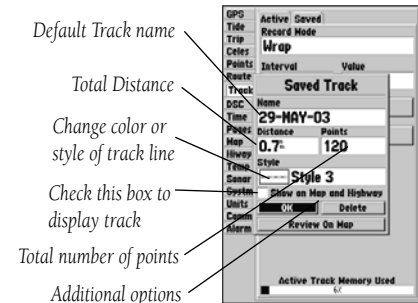 Default Track name
Total Distance
Change color or
style of track line
Check this box to
display track
Total number of points
Additional options
GPS
Tide
Trip
Celes
Points
Route
Track
DSC
Time
Poses
Map
Hiway
Temp
Sonar
Systm
Units
Comm
Alarm
Active Saved
Record Mode
Wrap
Interval Value
Saved Track
Name
29-MAY-03
Distance Points
0.7 120
Style
Style 3
Show on Map and Highway
OK Delete
Review On Map
Active Track Memory Used
6%